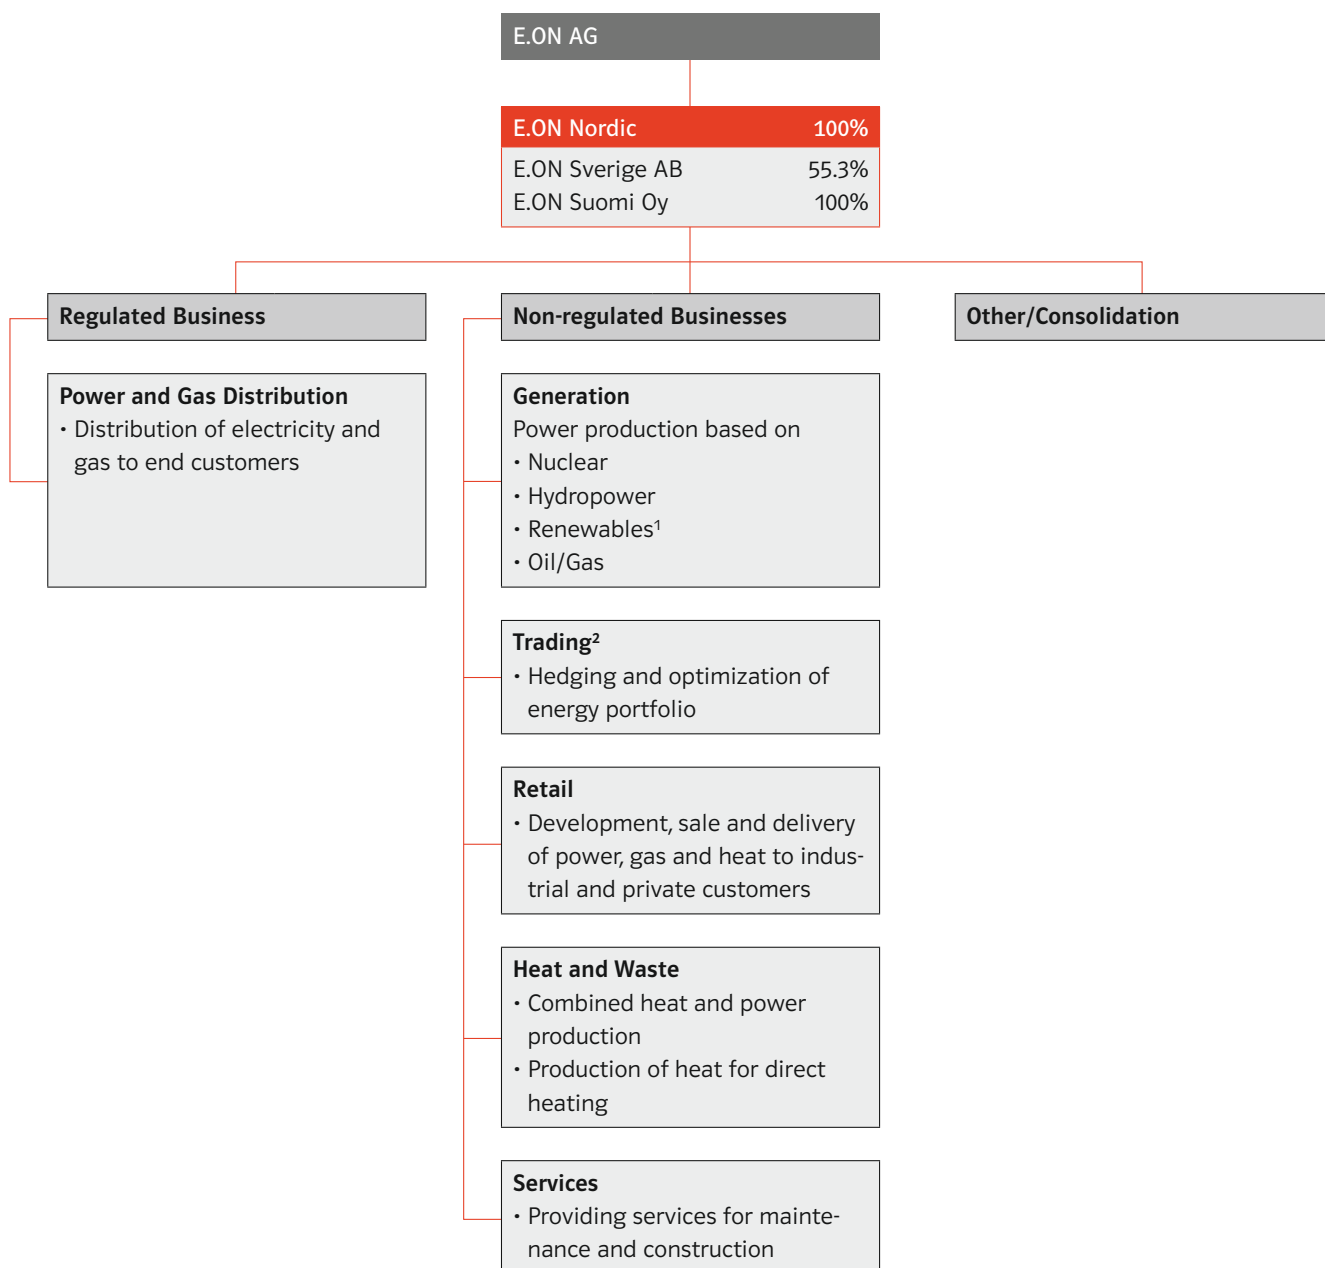 E.ON AG
E.ON Nordic 100%
E.ON Sverige AB 55.3%
E.ON Suomi Oy 100%
Regulated Business
Non-regulated Businesses
Other/Consolidation
Power and Gas Distribution
• Distribution of electricity and
gas to end customers
Generation
Power production based on
• Nuclear
• Hydropower
• Renewables¹
• Oil/Gas
Trading²
• Hedging and optimization of
energy portfolio
Retail
• Development, sale and delivery
of power, gas and heat to indus-
trial and private customers
Heat and Waste
• Combined heat and power
production
• Production of heat for direct
heating
Services
• Providing services for mainte-
nance and construction